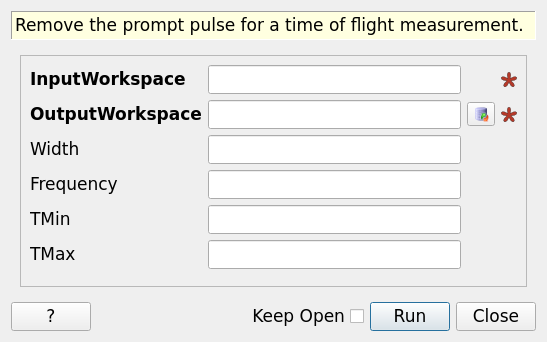 Remove the prompt pulse for a time of flight measurement.
InputWorkspace *
OutputWorkspace *
Width
Frequency
TMin
TMax
? Keep Open Run Close